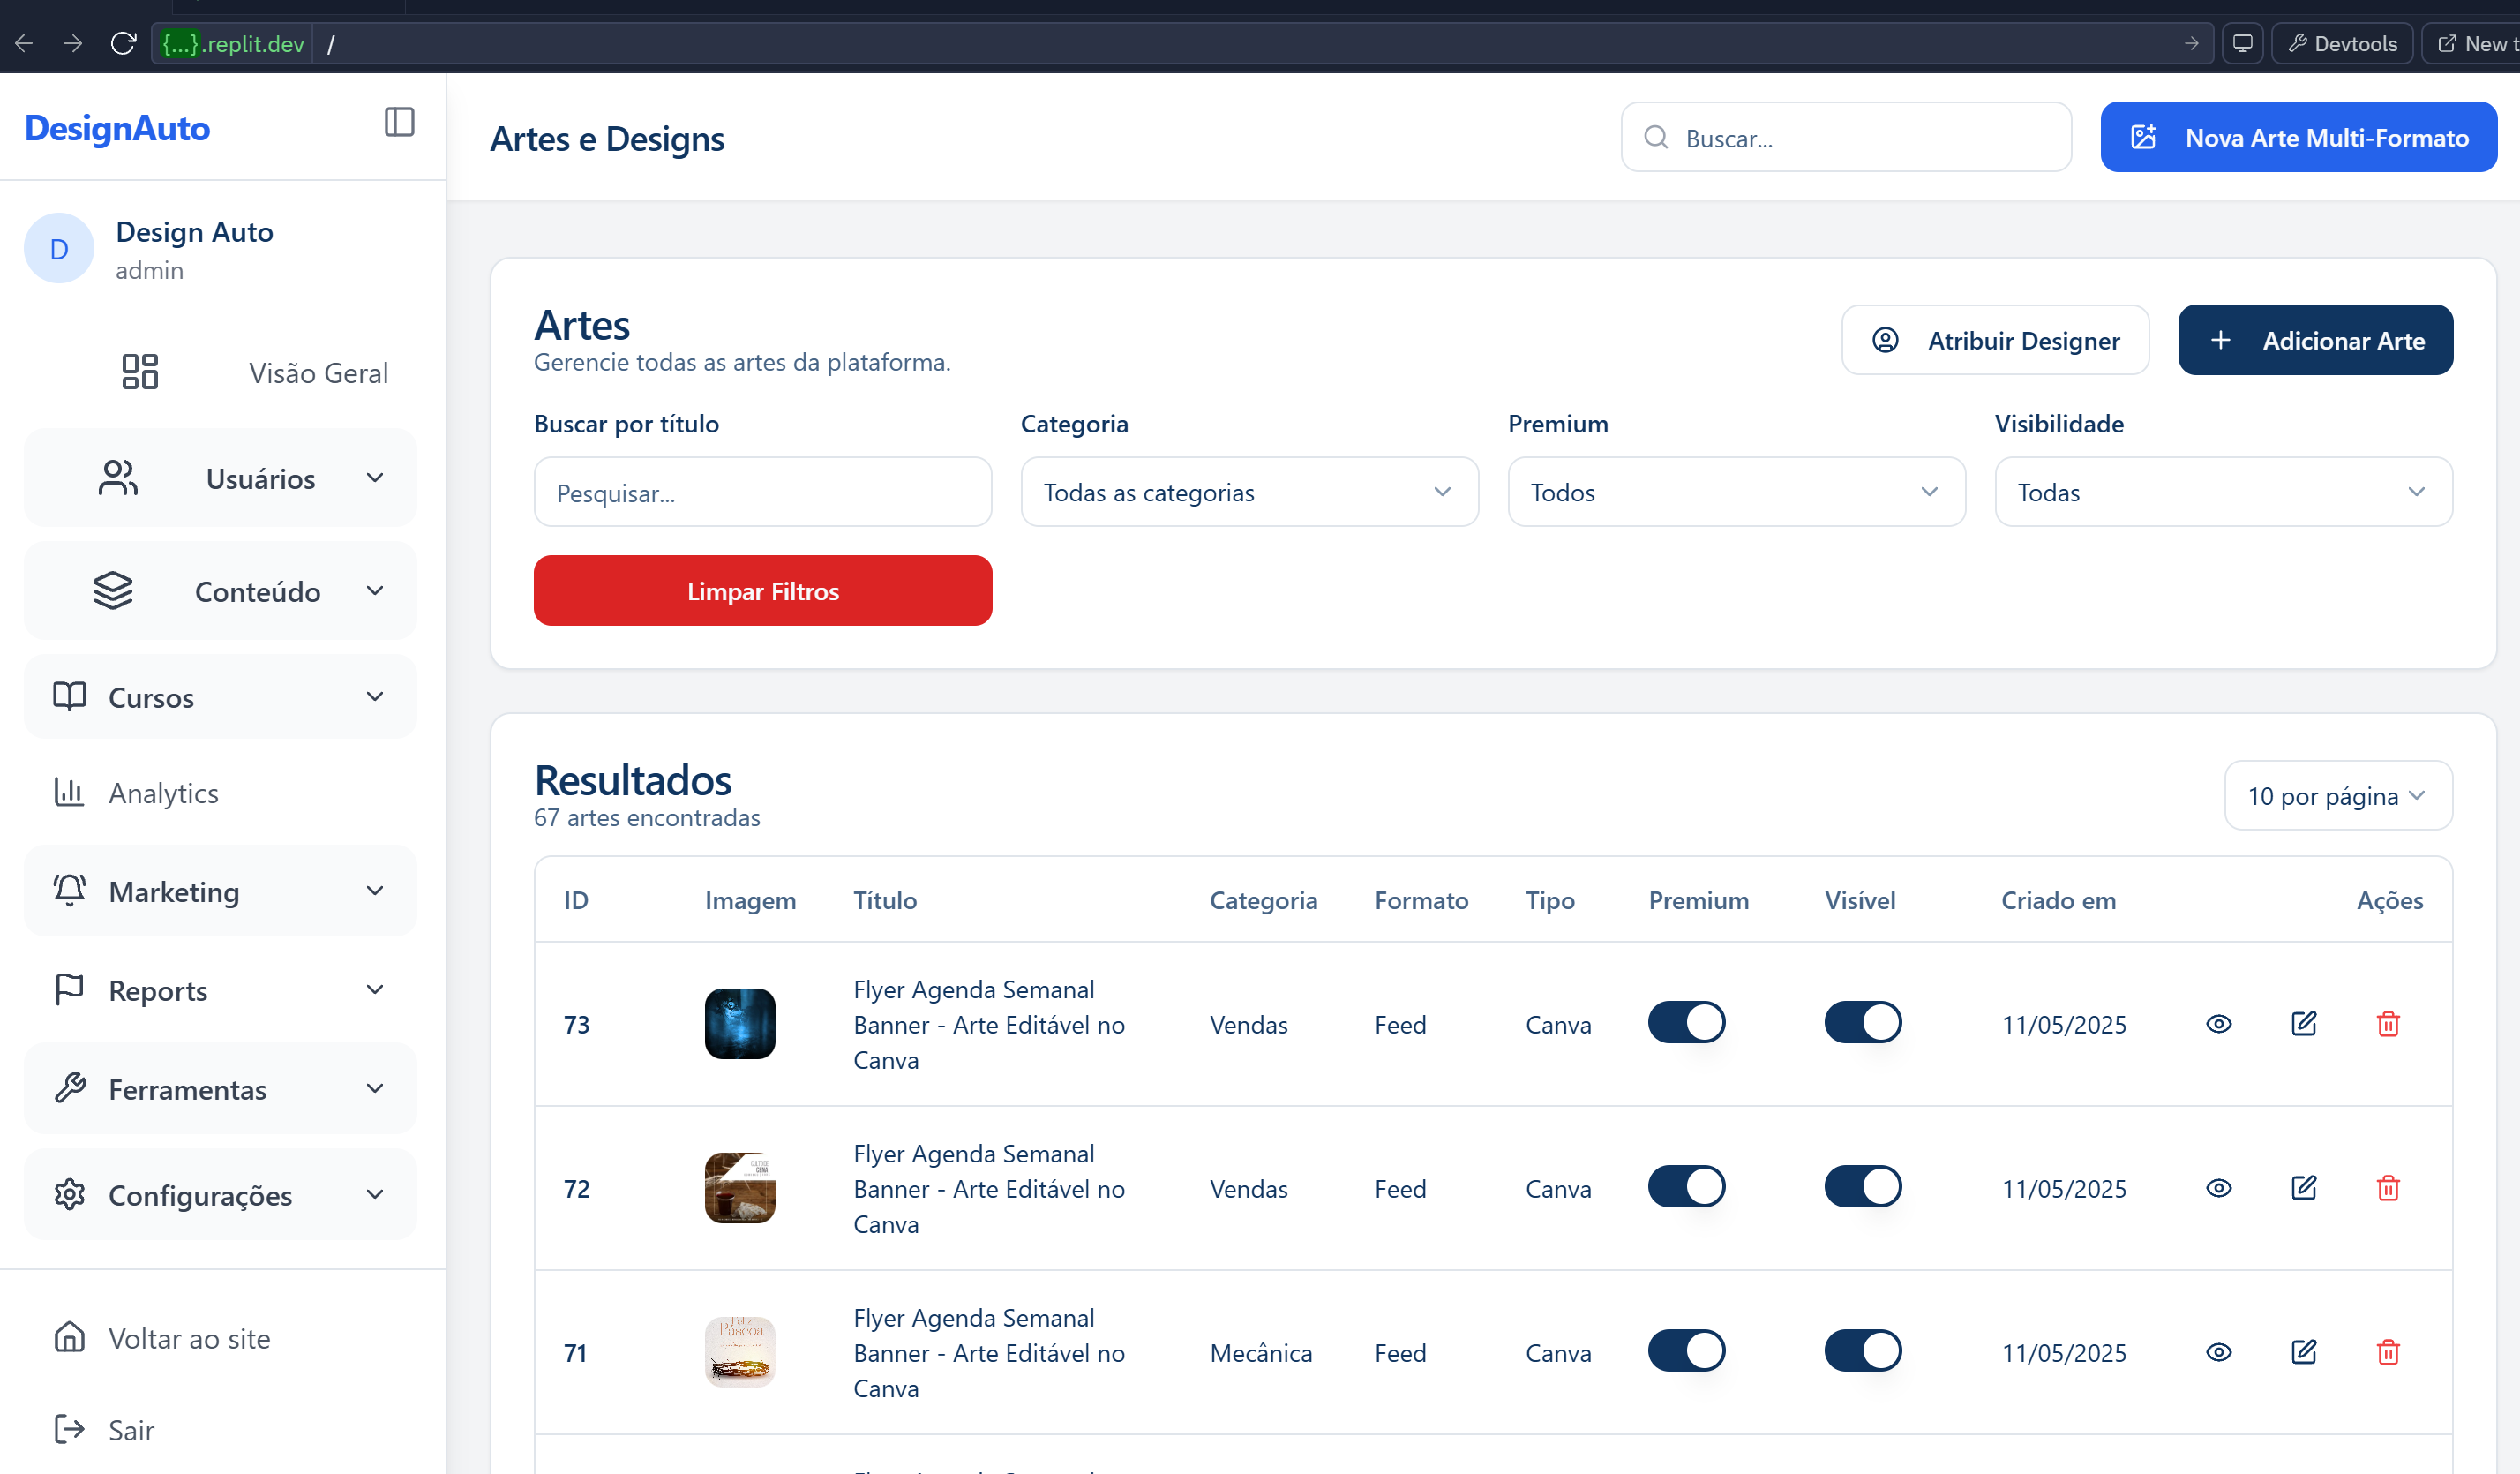 {...}.replit.dev /
Devtools
New t
DesignAuto
D
Design Auto
admin
Visão Geral
Usuários
Conteúdo
Cursos
Analytics
Marketing
Reports
Ferramentas
Configurações
Voltar ao site
Sair
Artes e Designs
Buscar...
Nova Arte Multi-Formato
Artes
Gerencie todas as artes da plataforma.
Atribuir Designer
Adicionar Arte
Buscar por título
Categoria
Premium
Visibilidade
Pesquisar...
Todas as categorias
Todos
Todas
Limpar Filtros
Resultados
67 artes encontradas
10 por página
ID Imagem Título Categoria Formato Tipo Premium Visível Criado em Ações
73
Flyer Agenda Semanal
Banner - Arte Editável no
Canva
Vendas Feed Canva 11/05/2025
72
Flyer Agenda Semanal
Banner - Arte Editável no
Canva
Vendas Feed Canva 11/05/2025
71
Feliz
Páscoa
Flyer Agenda Semanal
Banner - Arte Editável no
Canva
Mecânica Feed Canva 11/05/2025